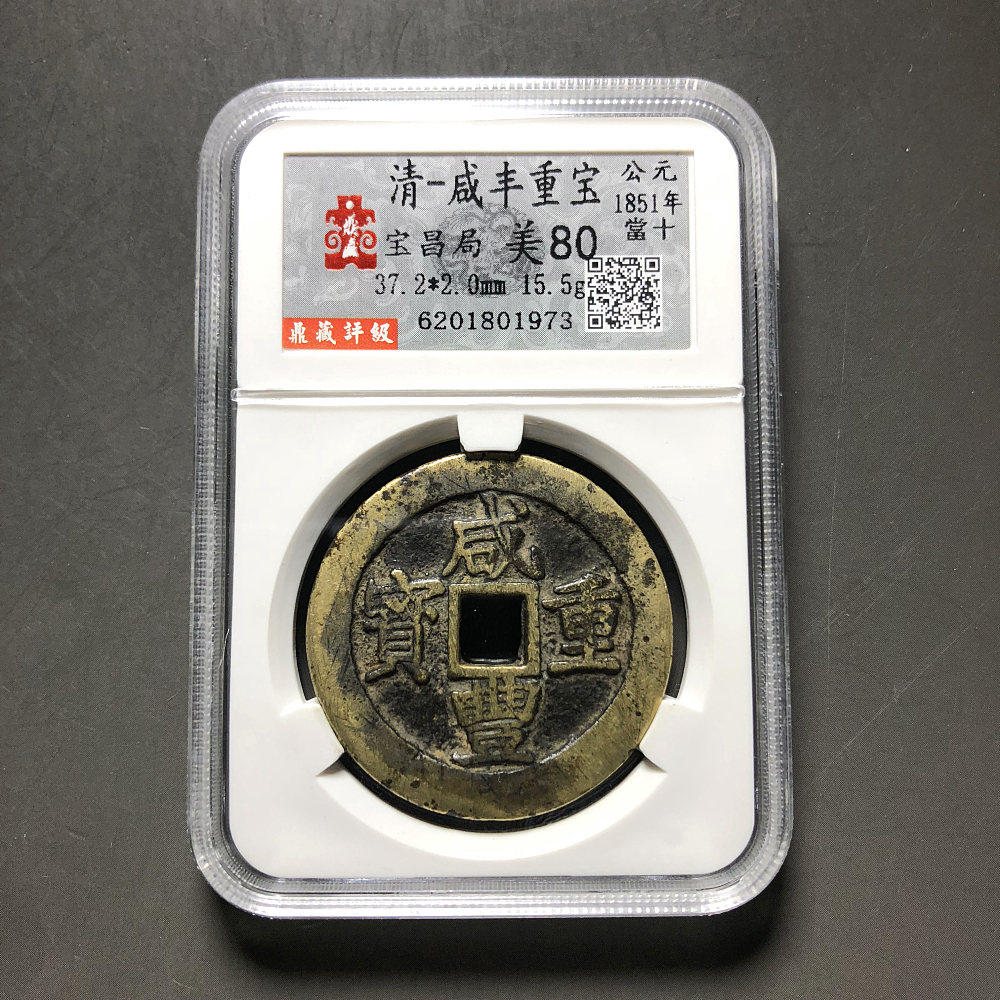 清-咸丰重宝
公元
1851年
當十
宝昌局 美80
37.2*2.0mm 15.5g
6201801973
鼎藏評級
咸
寶 重
豐